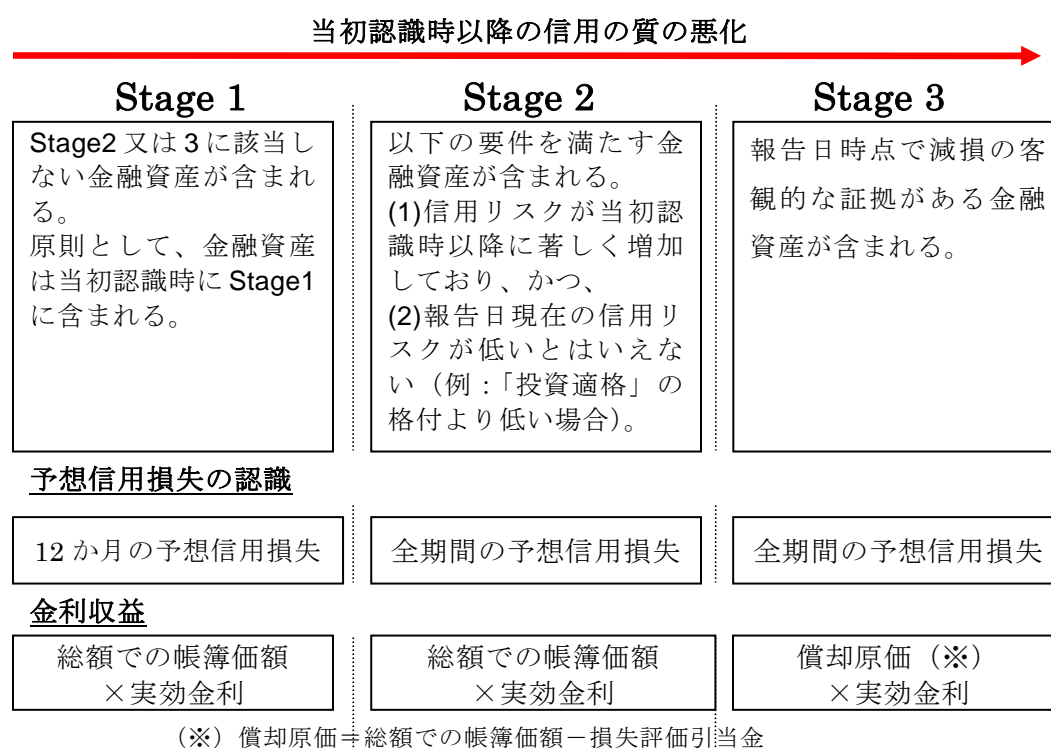 当初認識時以降の信用の質の悪化
Stage 1
Stage2 又は 3 に該当し
ない金融資産が含まれ
る。
原則として、金融資産
は当初認識時に Stage1
に含まれる。
Stage 2
以下の要件を満たす金
融資産が含まれる。
(1)信用リスクが当初認
識時以降に著しく増加
しており、かつ、
(2)報告日現在の信用リ
スクが低いとはいえな
い（例：「投資適格」の
格付より低い場合）。
Stage 3
報告日時点で減損の客
観的な証拠がある金融
資産が含まれる。
予想信用損失の認識
12 か月の予想信用損失
全期間の予想信用損失
全期間の予想信用損失
金利収益
総額での帳簿価額
×実効金利
総額での帳簿価額
×実効金利
償却原価（※）
×実効金利
（※）償却原価＝総額での帳簿価額－損失評価引当金